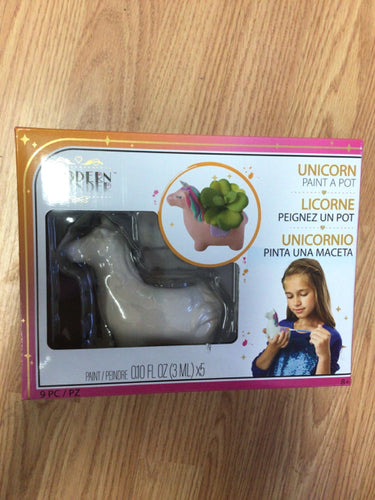 UNICORN
PAINT A POT
LICORNE
PEIGNEZ UN POT
UNICORNIO
PINTA UNA MACETA
PAINT/PEINDRE 0.10 FL OZ (3 ML) x5
9 PC / PZ
8+